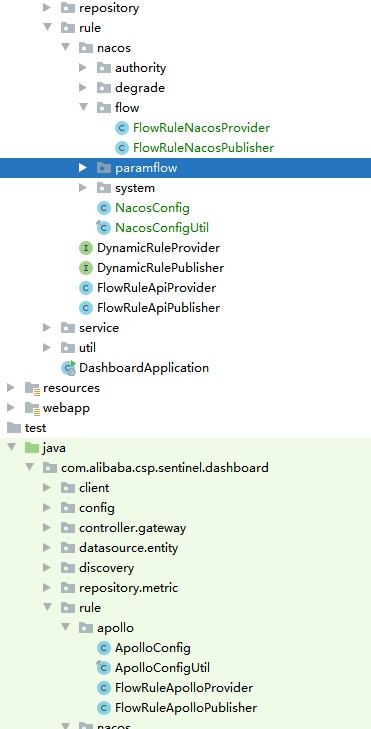 repository
rule
nacos
authority
degrade
flow
FlowRuleNacosProvider
FlowRuleNacosPublisher
paramflow
system
NacosConfig
NacosConfigUtil
DynamicRuleProvider
DynamicRulePublisher
FlowRuleApiProvider
FlowRuleApiPublisher
service
util
DashboardApplication
resources
webapp
test
java
com.alibaba.csp.sentinel.dashboard
client
config
controller.gateway
datasource.entity
discovery
repository.metric
rule
apollo
ApolloConfig
ApolloConfigUtil
FlowRuleApolloProvider
FlowRuleApolloPublisher
nacos